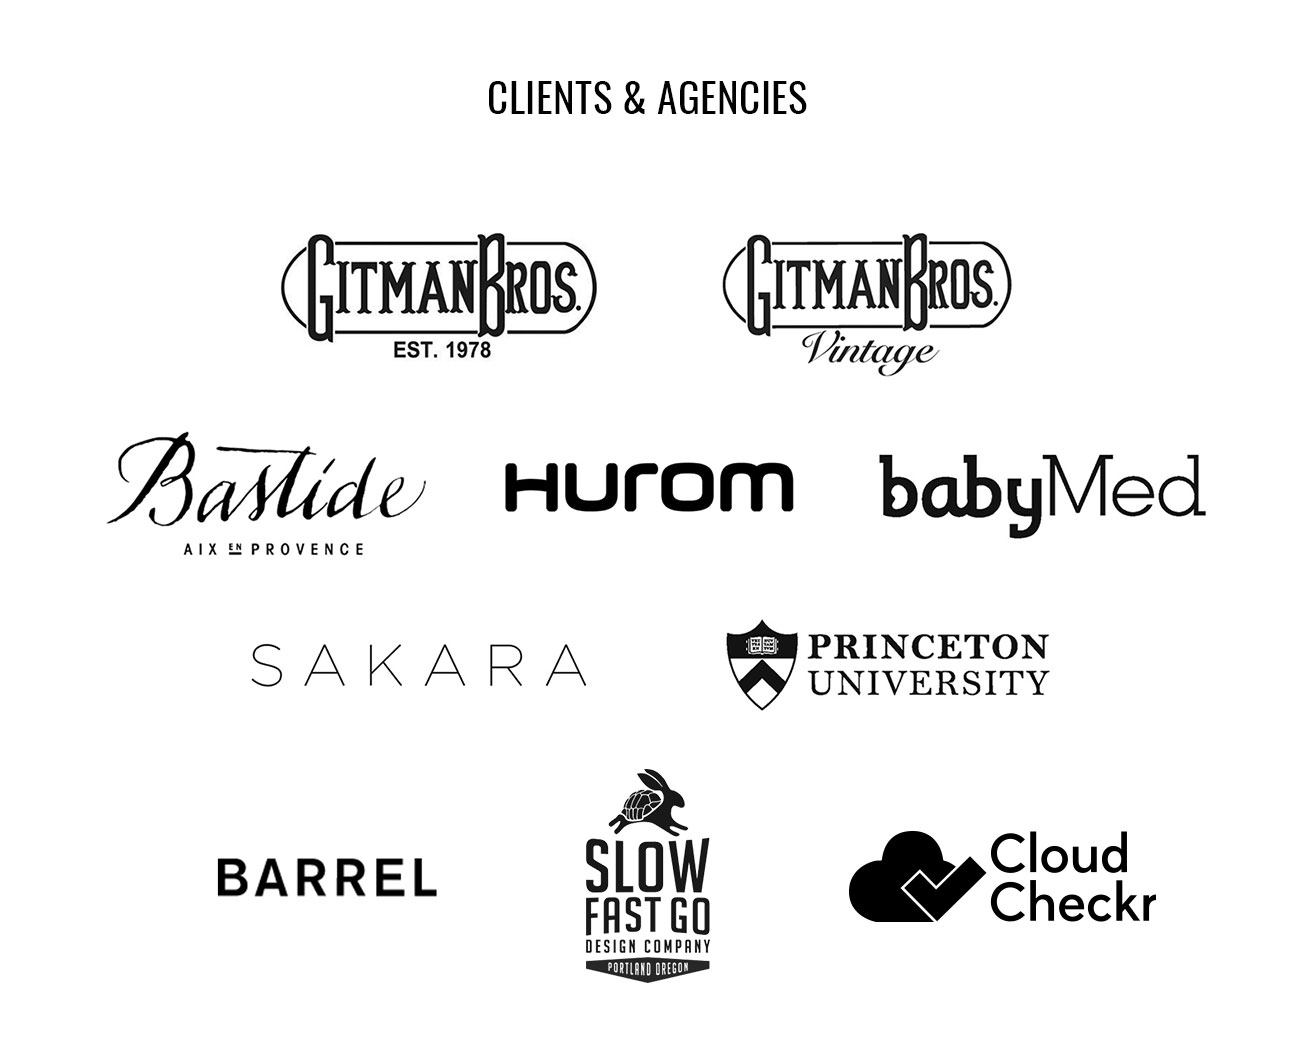 CLIENTS & AGENCIES
GITMAN BROS.
EST. 1978
GITMAN BROS.
Vintage
Bastide
AIX EN PROVENCE
HUROM
babyMed
SAKARA
PRINCETON
UNIVERSITY
BARREL
SLOW
FAST GO
DESIGN COMPANY
PORTLAND OREGON
Cloud
Checkr